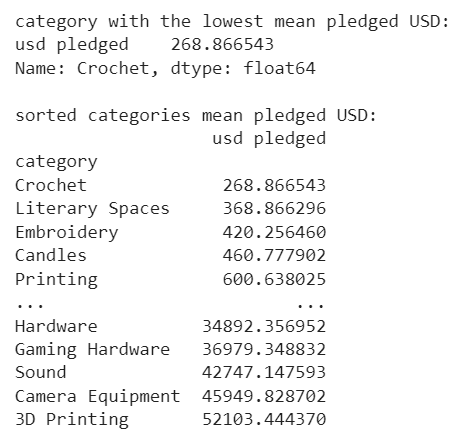 category with the lowest mean pledged USD:
usd pledged    268.866543
Name: Crochet, dtype: float64

sorted categories mean pledged USD:
                   usd pledged
category
Crochet             268.866543
Literary Spaces     368.866296
Embroidery          420.256460
Candles             460.777902
Printing            600.638025
...                        ...
Hardware          34892.356952
Gaming Hardware   36979.348832
Sound             42747.147593
Camera Equipment  45949.828702
3D Printing       52103.444370